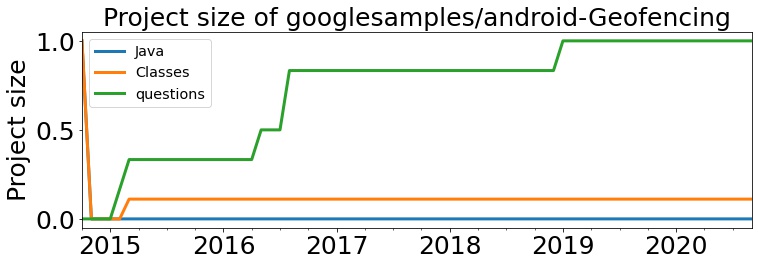 Project size of googlesamples/android-Geofencing
Java
Classes
questions
Project size
1.0
0.5
0.0
2015 2016 2017 2018 2019 2020